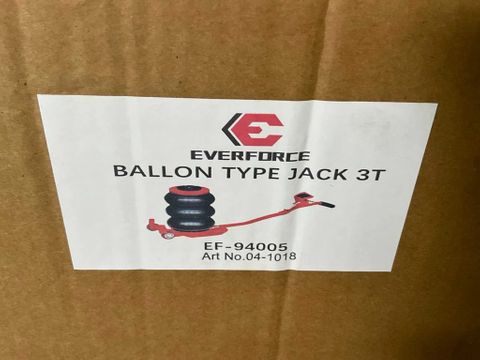 EVERFORCE
BALLON TYPE JACK 3T
EF-94005
Art No.04-1018